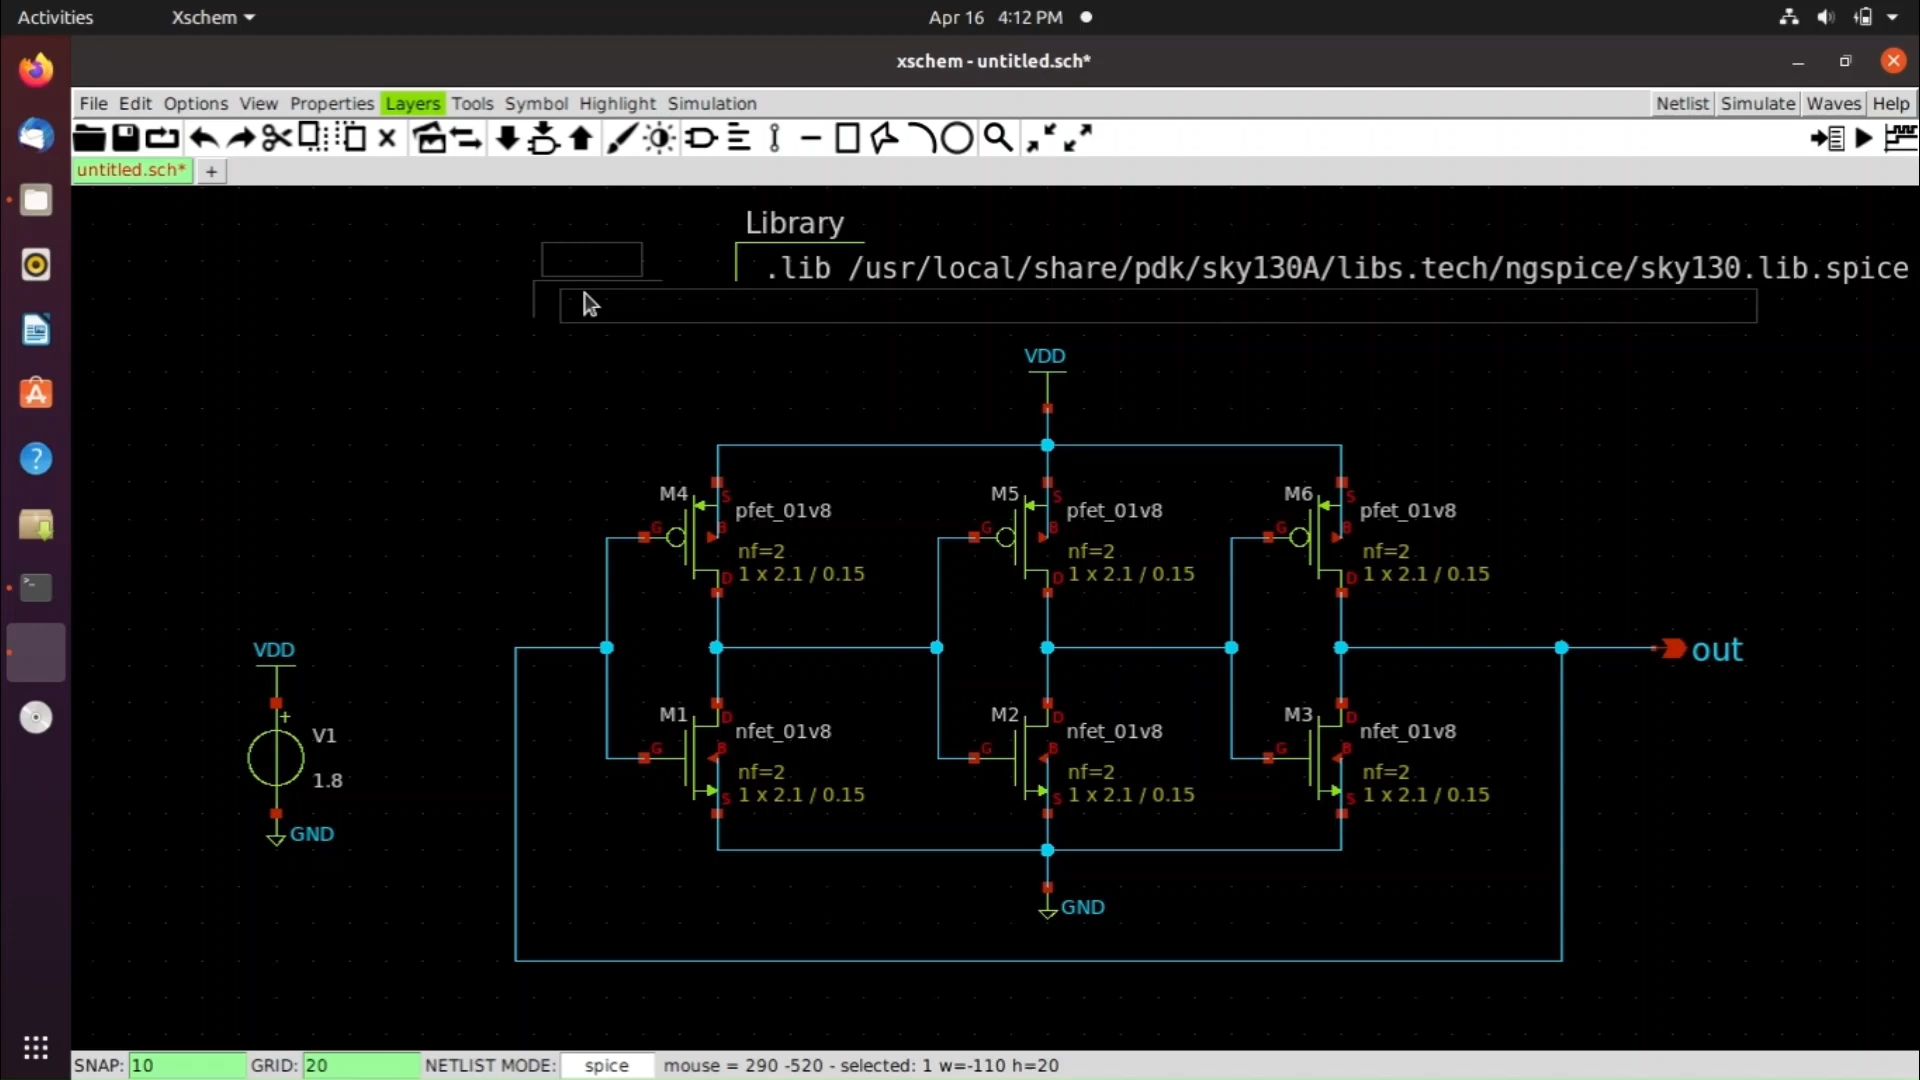 Activities Xschem Apr 16 4:12 PM
xschem - untitled.sch*
File Edit Options View Properties Layers Tools Symbol Highlight Simulation Netlist Simulate Waves Help
untitled.sch* +
Library
.lib /usr/local/share/pdk/sky130A/libs.tech/ngspice/sky130.lib.spice
VDD
M4 S pfet_01v8 M5 S pfet_01v8 M6 S pfet_01v8
G B G B G B
nf=2 nf=2 nf=2
D 1 x 2.1 / 0.15 D 1 x 2.1 / 0.15 D 1 x 2.1 / 0.15
VDD out
M1 D nfet_01v8 M2 D nfet_01v8 M3 D nfet_01v8
+ V1 G B G B G B
1.8 nf=2 nf=2 nf=2
S 1 x 2.1 / 0.15 S 1 x 2.1 / 0.15 S 1 x 2.1 / 0.15
GND
GND
SNAP: 10 GRID: 20 NETLIST MODE: spice mouse = 290 -520 - selected: 1 w=-110 h=20